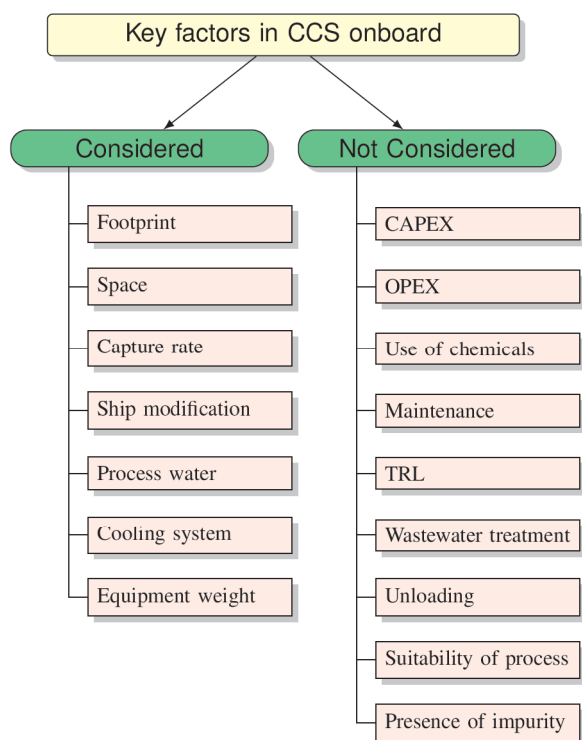 Key factors in CCS onboard
Considered
Not Considered
Footprint
Space
Capture rate
Ship modification
Process water
Cooling system
Equipment weight
CAPEX
OPEX
Use of chemicals
Maintenance
TRL
Wastewater treatment
Unloading
Suitability of process
Presence of impurity